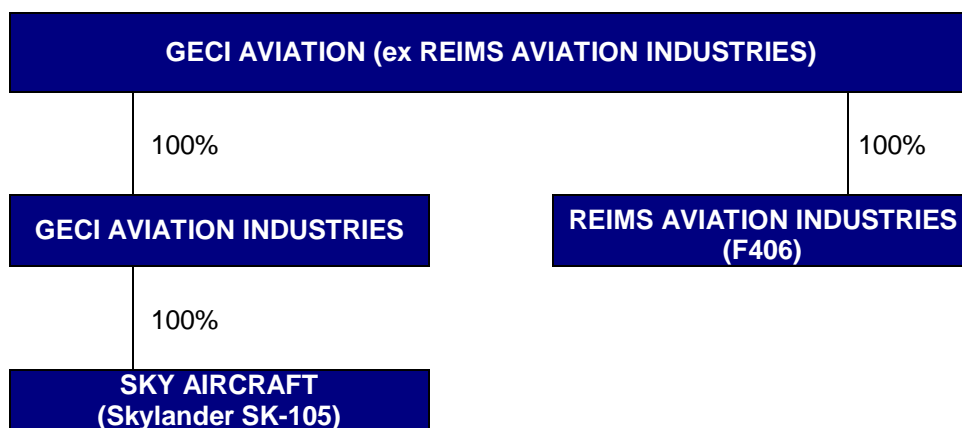 GECI AVIATION (ex REIMS AVIATION INDUSTRIES)
100%
100%
GECI AVIATION INDUSTRIES
REIMS AVIATION INDUSTRIES
(F406)
100%
SKY AIRCRAFT
(Skylander SK-105)